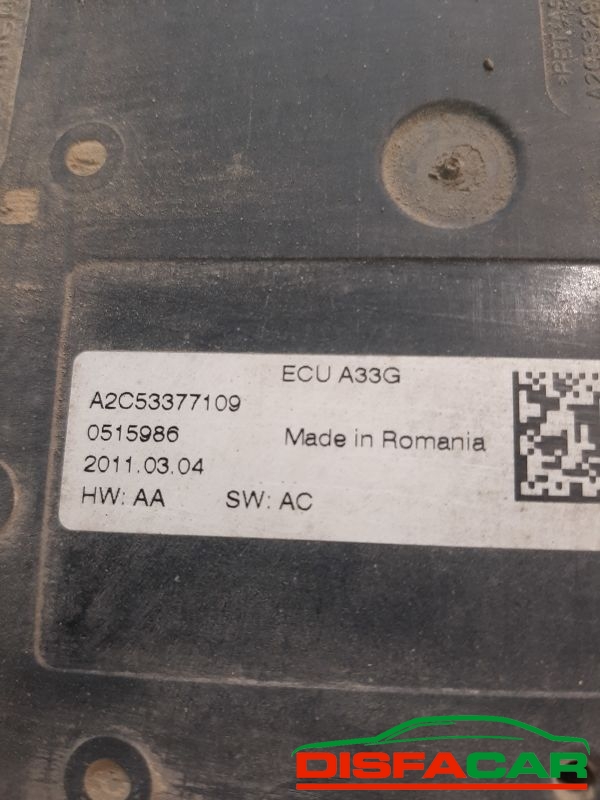 ECU A33G
A2C53377109
0515986
Made in Romania
2011.03.04
HW: AA SW: AC
DISFACAR